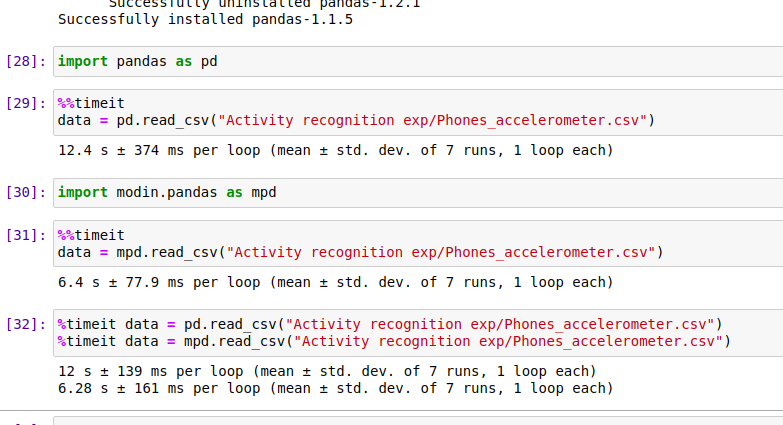 Successfully uninstalled pandas-1.2.1
Successfully installed pandas-1.1.5
[28]: import pandas as pd
[29]: %%timeit
data = pd.read_csv("Activity recognition exp/Phones_accelerometer.csv")
12.4 s ± 374 ms per loop (mean ± std. dev. of 7 runs, 1 loop each)
[30]: import modin.pandas as mpd
[31]: %%timeit
data = mpd.read_csv("Activity recognition exp/Phones_accelerometer.csv")
6.4 s ± 77.9 ms per loop (mean ± std. dev. of 7 runs, 1 loop each)
[32]: %timeit data = pd.read_csv("Activity recognition exp/Phones_accelerometer.csv")
%timeit data = mpd.read_csv("Activity recognition exp/Phones_accelerometer.csv")
12 s ± 139 ms per loop (mean ± std. dev. of 7 runs, 1 loop each)
6.28 s ± 161 ms per loop (mean ± std. dev. of 7 runs, 1 loop each)